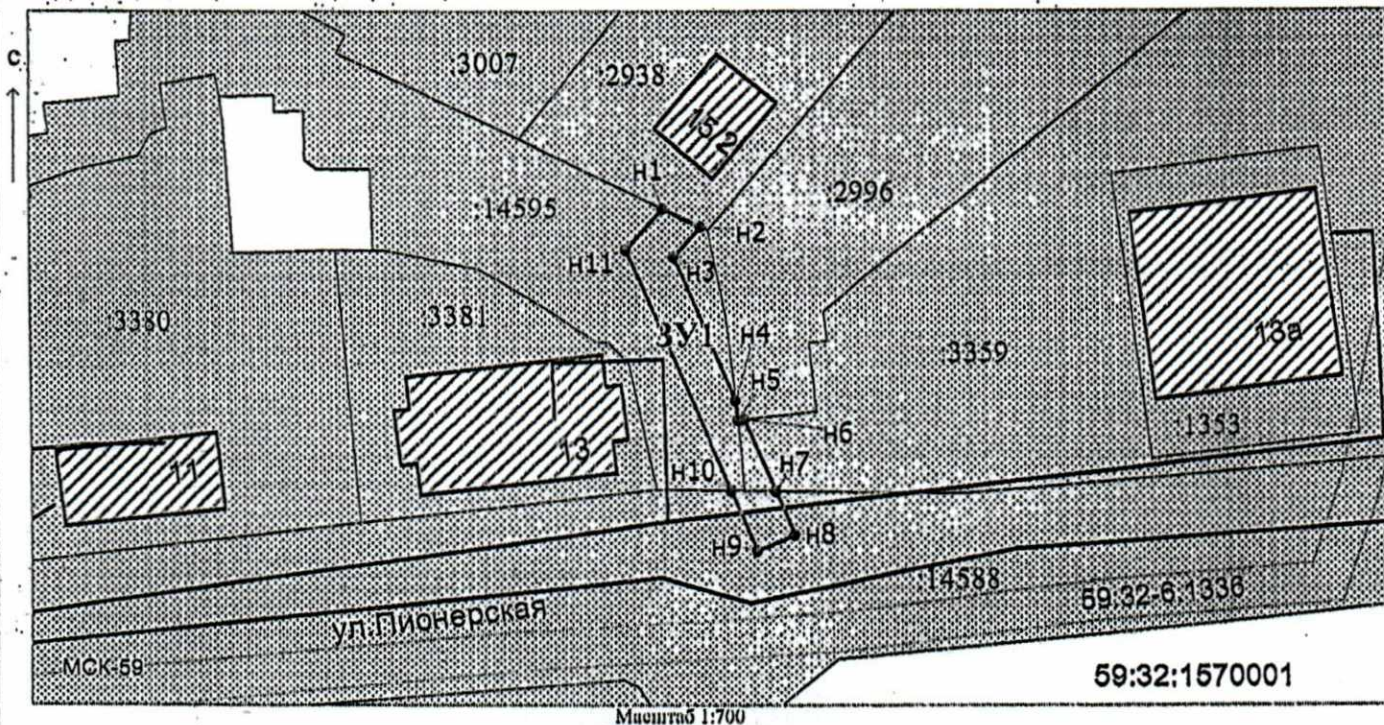 с
:3007
:2938
15 2
н1
:14595
:2996
н2
н11
н3
:3380
:3381
ЗУ1
н4
:3359
13а
н5
:1353
н6
13
11
н10
н7
н9
н8
:14588
59:32-6.1336
ул.Пионерская
МСК-59
59:32:1570001
Масштаб 1:700